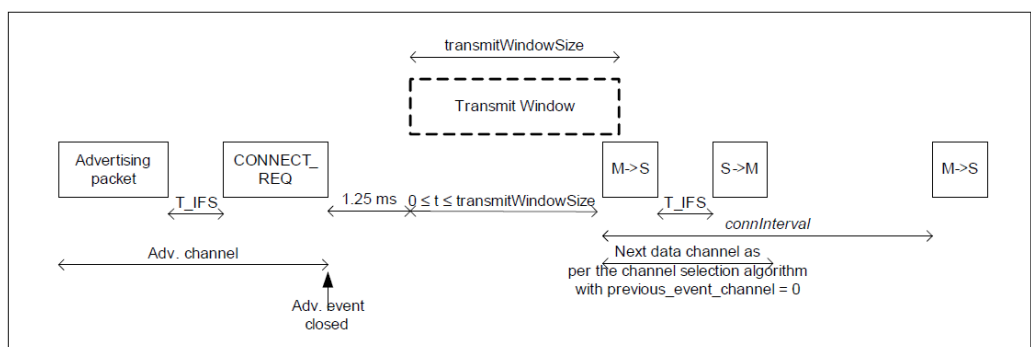 transmitWindowSize
Transmit Window
Advertising
packet
CONNECT_
REQ
M->S
S->M
M->S
T_IFS
1.25 ms
0 ≤ t ≤ transmitWindowSize
T_IFS
connInterval
Adv. channel
Next data channel as
per the channel selection algorithm
with previous_event_channel = 0
Adv. event
closed